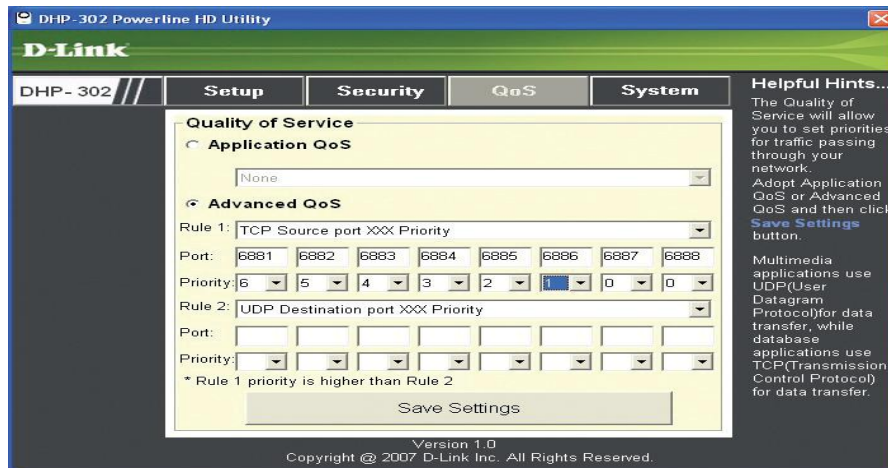 DHP-302 Powerline HD Utility
D-Link
DHP-302
Setup
Security
QoS
System
Quality of Service
Application QoS
None
Advanced QoS
Rule 1: TCP Source port XXX Priority
Port: 6881 6882 6883 6884 6885 6886 6887 6888
Priority: 6 5 4 3 2 1 0 0
Rule 2: UDP Destination port XXX Priority
Port:
Priority:
* Rule 1 priority is higher than Rule 2
Save Settings
Helpful Hints...
The Quality of
Service will allow
you to set priorities
for traffic passing
through your
network.
Adopt Application
QoS or Advanced
QoS and then click
Save Settings
button.
Multimedia
applications use
UDP(User
Datagram
Protocol)for data
transfer, while
database
applications use
TCP(Transmission
Control Protocol)
for data transfer.
Version 1.0
Copyright @ 2007 D-Link Inc. All Rights Reserved.